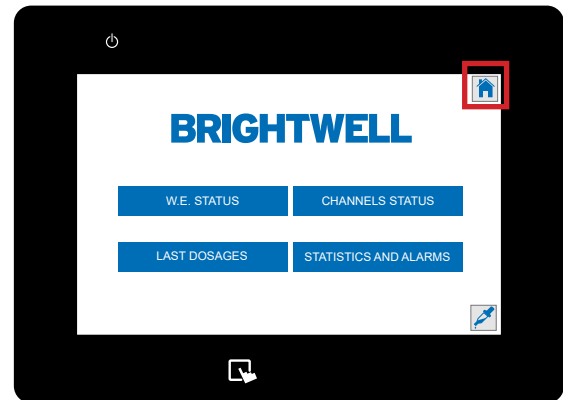 BRIGHTWELL
W.E. STATUS
CHANNELS STATUS
LAST DOSAGES
STATISTICS AND ALARMS